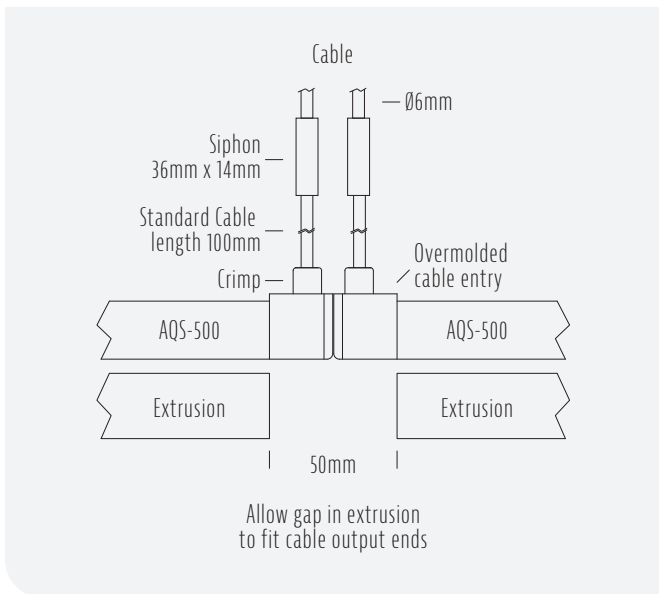 Cable
Ø6mm
Siphon
36mm x 14mm
Standard Cable
length 100mm
Overmolded
cable entry
Crimp
AQS-500
AQS-500
Extrusion
Extrusion
50mm
Allow gap in extrusion
to fit cable output ends